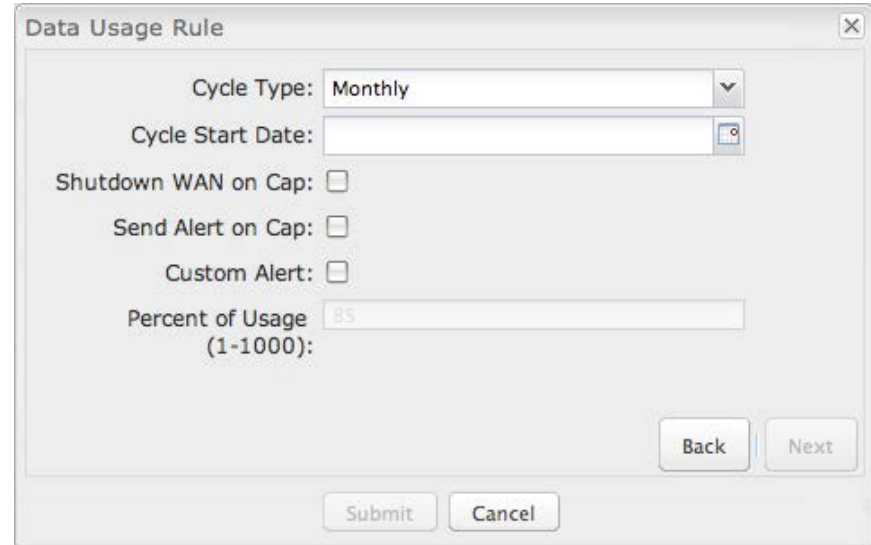 Data Usage Rule
Cycle Type: Monthly
Cycle Start Date:
Shutdown WAN on Cap:
Send Alert on Cap:
Custom Alert:
Percent of Usage 85
(1-1000):
Back Next
Submit Cancel